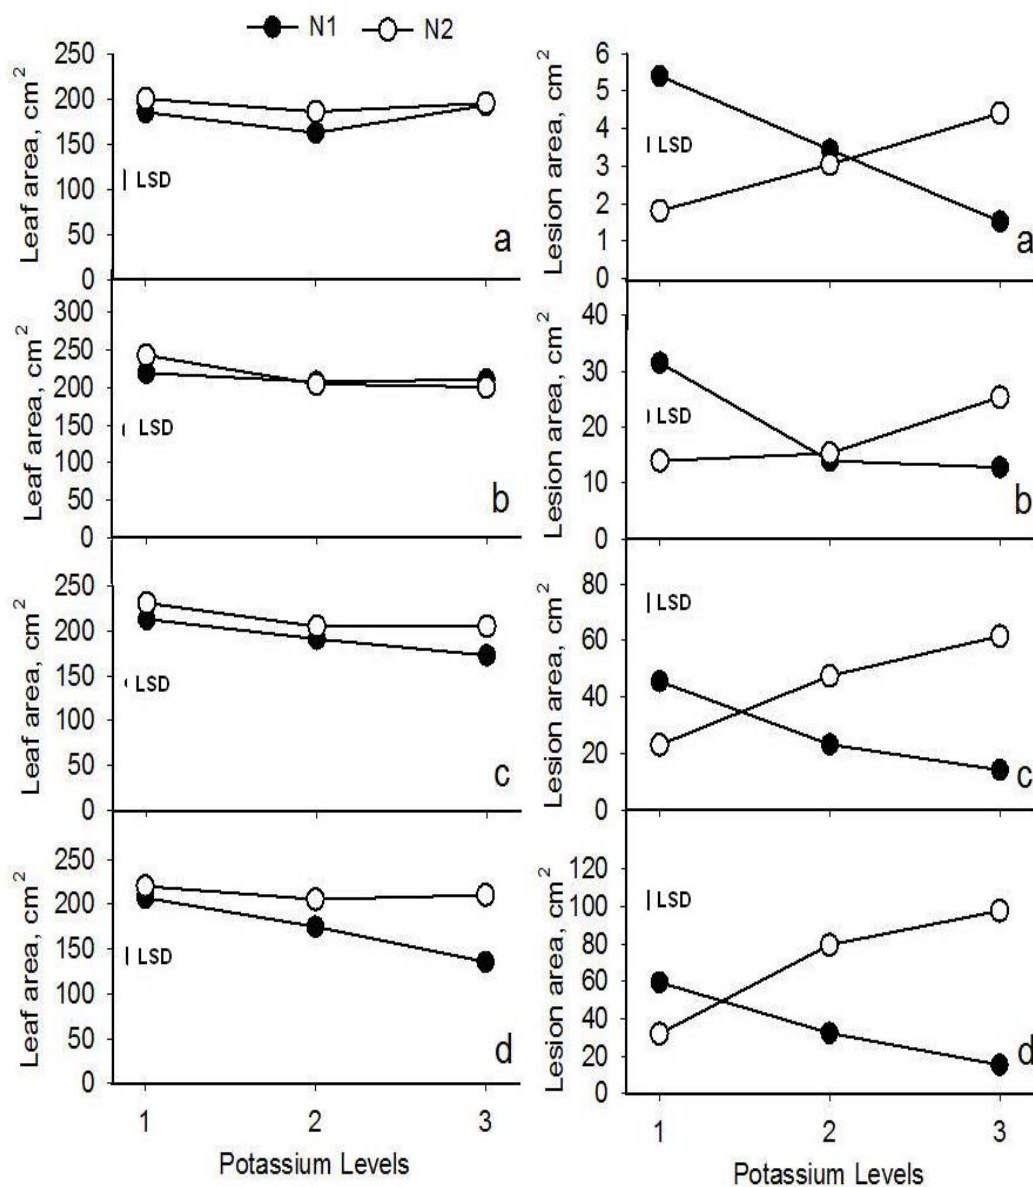 N1 N2
Leaf area, cm²
250
200
150
100
50
0
LSD
a
Lesion area, cm²
6
5
4
3
2
1
0
LSD
a
Leaf area, cm²
300
250
200
150
100
50
0
LSD
b
Lesion area, cm²
40
30
20
10
0
LSD
b
Leaf area, cm²
250
200
150
100
50
0
LSD
c
Lesion area, cm²
80
60
40
20
0
LSD
c
Leaf area, cm²
250
200
150
100
50
0
LSD
d
1 2 3
Potassium Levels
Lesion area, cm²
120
100
80
60
40
20
0
LSD
d
1 2 3
Potassium Levels